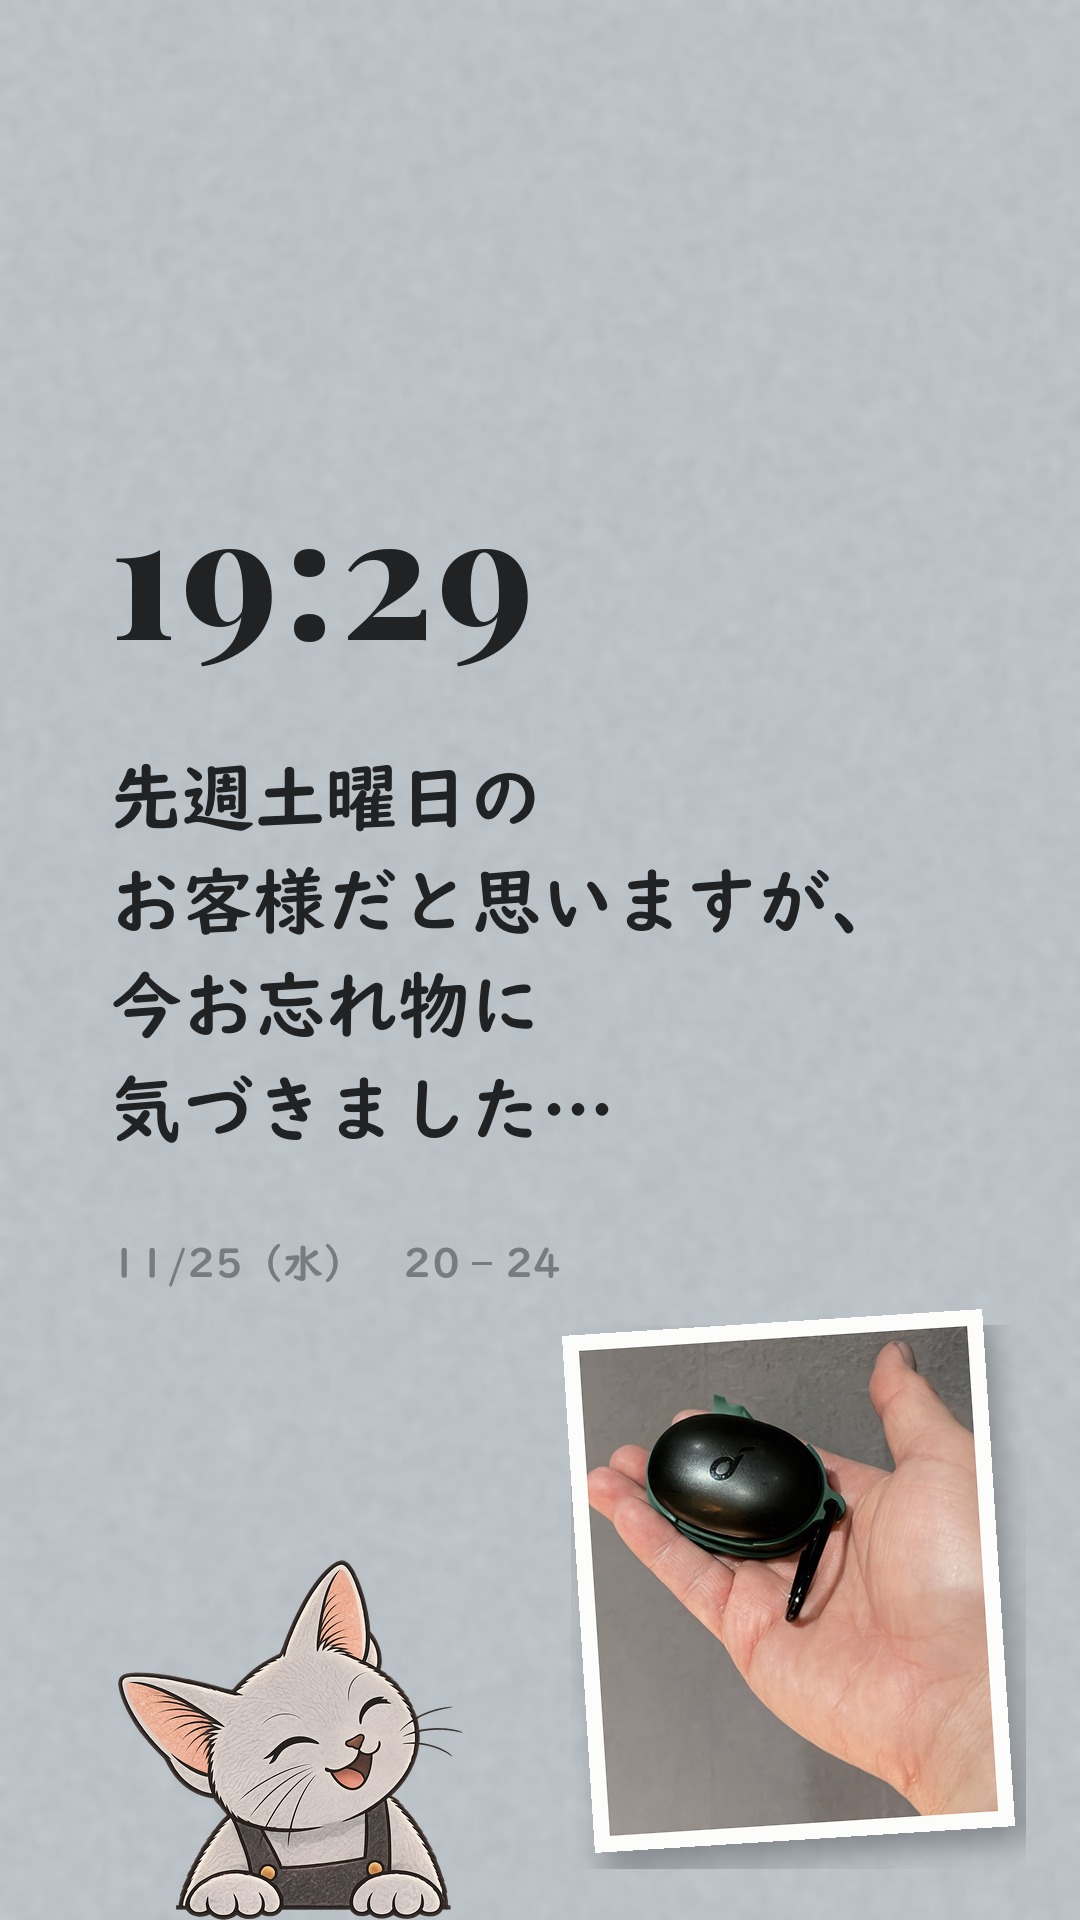 19:29
先週土曜日の
お客様だと思いますが、
今お忘れ物に
気づきました…
11/25（水）　20 – 24